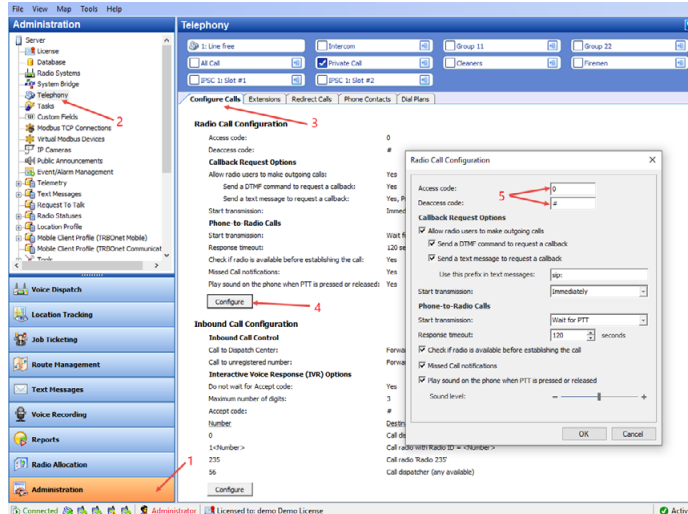 File View Map Tools Help
Administration
Server
License
Database
Radio Systems
System Bridge
Telephony
Tasks
Custom Fields
Modbus TCP Connections
Virtual Modbus Devices
IP Cameras
Public Announcements
Event/Alarm Management
Telemetry
Text Messages
Request To Talk
Radio Statuses
Location Profile
Mobile Client Profile (TRBOnet Mobile)
Mobile Client Profile (TRBOnet Communicat
Tools
2
Voice Dispatch
Location Tracking
Job Ticketing
Route Management
Text Messages
Voice Recording
Reports
Radio Allocation
Administration
1
Telephony
1: Line free
Intercom
Group 11
Group 22
All Call
Private Call
Cleaners
Firemen
IPSC 1: Slot #1
IPSC 1: Slot #2
Configure Calls Extensions Redirect Calls Phone Contacts Dial Plans
3
Radio Call Configuration
Access code: 0
Deaccess code: #
Callback Request Options
Allow radio users to make outgoing calls: Yes
Send a DTMF command to request a callback: Yes
Send a text message to request a callback: Yes, P
Start transmission: Immed
Phone-to-Radio Calls
Start transmission: Wait f
Response timeout: 120 se
Check if radio is available before establishing the call: Yes
Missed Call notifications: Yes
Play sound on the phone when PTT is pressed or released: Yes
Configure
4
Inbound Call Configuration
Inbound Call Control
Call to Dispatch Center: Forwa
Call to unregistered number: Forwa
Interactive Voice Response (IVR) Options
Do not wait for Accept code: Yes
Maximum number of digits: 3
Accept code: #
Number Destin
0 Call di
1<Number> Call radio with Radio ID = <Number>
235 Call radio 'Radio 235'
56 Call dispatcher (any available)
Configure
Radio Call Configuration
Access code: 0
5
Deaccess code: #
Callback Request Options
Allow radio users to make outgoing calls
Send a DTMF command to request a callback
Send a text message to request a callback
Use this prefix in text messages: sip:
Start transmission: Immediately
Phone-to-Radio Calls
Start transmission: Wait for PTT
Response timeout: 120 seconds
Check if radio is available before establishing the call
Missed Call notifications
Play sound on the phone when PTT is pressed or released
Sound level: - +
OK Cancel
Connected
Administrator
Licensed to: demo Demo License
Activ